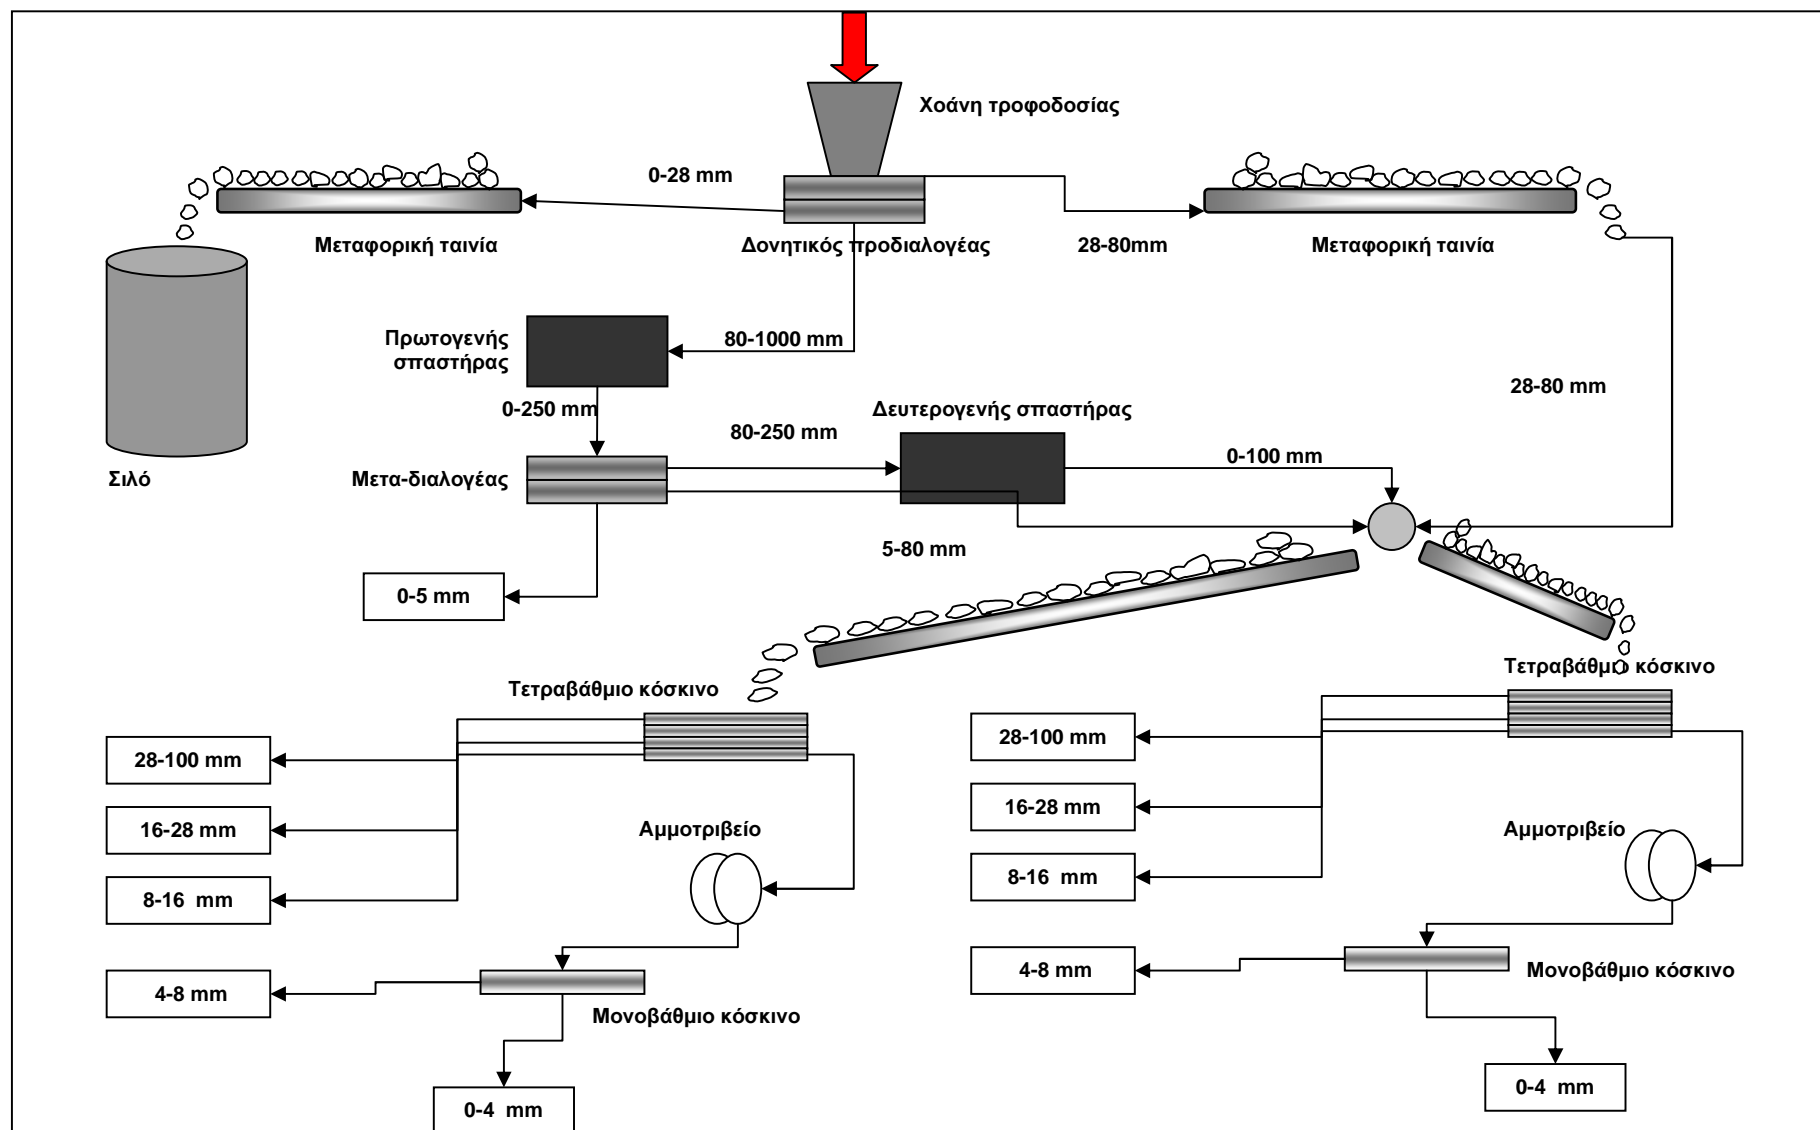 Χοάνη τροφοδοσίας
0-28 mm
Μεταφορική ταινία
Δονητικός προδιαλογέας
28-80mm
Μεταφορική ταινία
Πρωτογενής
σπαστήρας
80-1000 mm
28-80 mm
0-250 mm
Δευτερογενής σπαστήρας
80-250 mm
0-100 mm
Σιλό
Μετα-διαλογέας
5-80 mm
0-5 mm
Τετραβάθμιο κόσκινο
Τετραβάθμιο κόσκινο
28-100 mm
28-100 mm
16-28 mm
16-28 mm
Αμμοτριβείο
Αμμοτριβείο
8-16 mm
8-16 mm
4-8 mm
4-8 mm
Μονοβάθμιο κόσκινο
Μονοβάθμιο κόσκινο
0-4 mm
0-4 mm